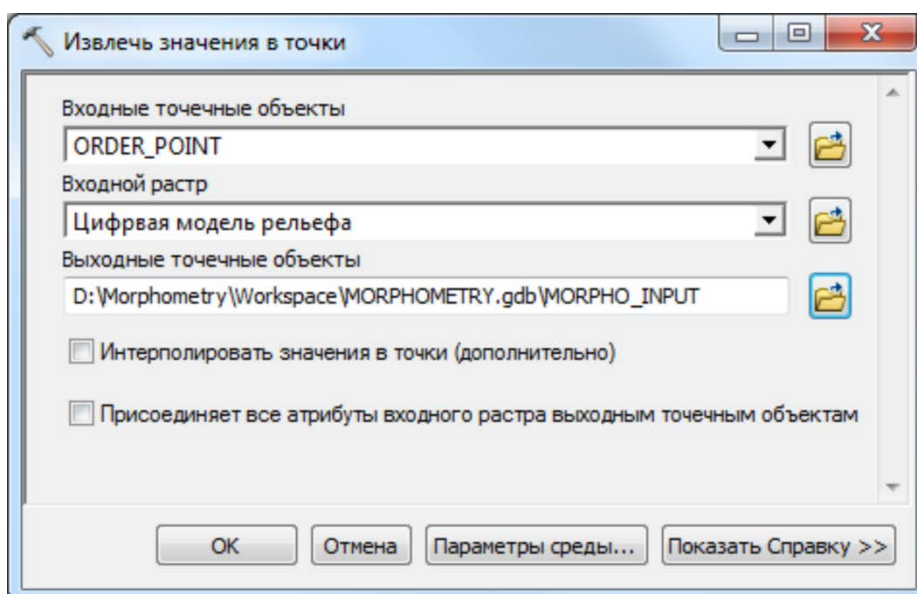 Извлечь значения в точки
Входные точечные объекты
ORDER_POINT
Входной растр
Цифрвая модель рельефа
Выходные точечные объекты
D:\Morphometry\Workspace\MORPHOMETRY.gdb\MORPHO_INPUT
Интерполировать значения в точки (дополнительно)
Присоединяет все атрибуты входного растра выходным точечным объектам
OK Отмена Параметры среды... Показать Справку >>